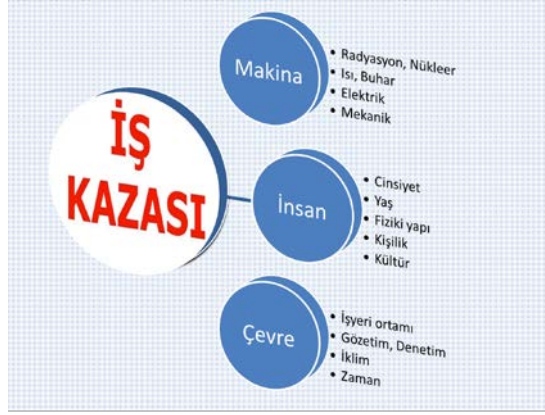 İŞ
KAZASI
Makina
• Radyasyon, Nükleer
• Isı, Buhar
• Elektrik
• Mekanik
İnsan
• Cinsiyet
• Yaş
• Fiziki yapı
• Kişilik
• Kültür
Çevre
• İşyeri ortamı
• Gözetim, Denetim
• İklim
• Zaman